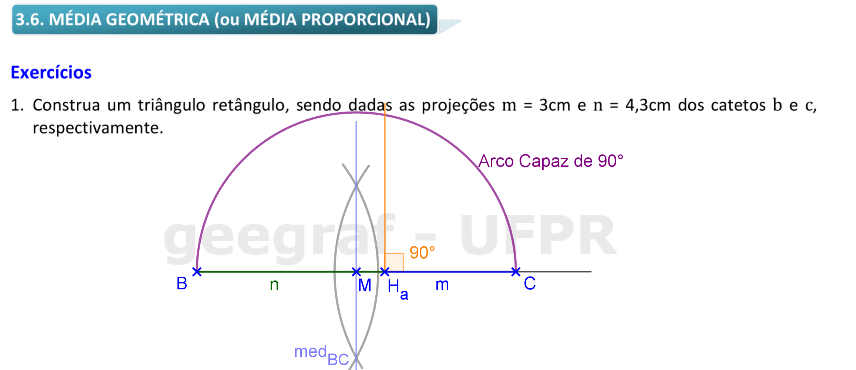 3.6. MÉDIA GEOMÉTRICA (ou MÉDIA PROPORCIONAL)
Exercícios
1. Construa um triângulo retângulo, sendo dadas as projeções m = 3cm e n = 4,3cm dos catetos b e c,
respectivamente.
Arco Capaz de 90°
geegraf - UFPR
90°
B
n
M
Ha
m
C
medBC